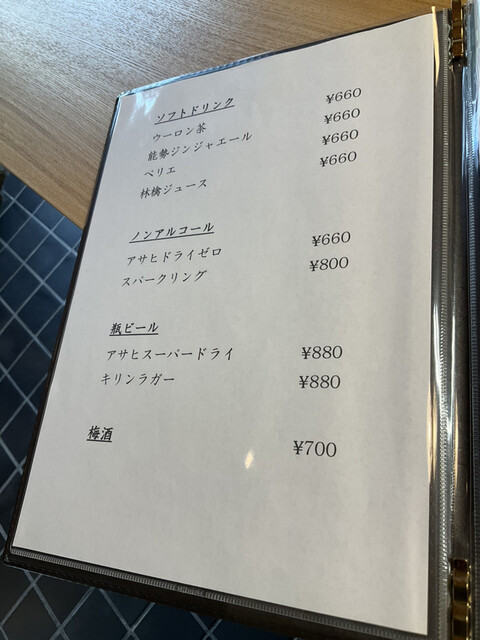 ソフトドリンク
ウーロン茶 ¥660
能勢ジンジャエール ¥660
ペリエ ¥660
林檎ジュース ¥660
ノンアルコール
アサヒドライゼロ ¥660
スパークリング ¥800
瓶ビール
アサヒスーパードライ ¥880
キリンラガー ¥880
梅酒 ¥700